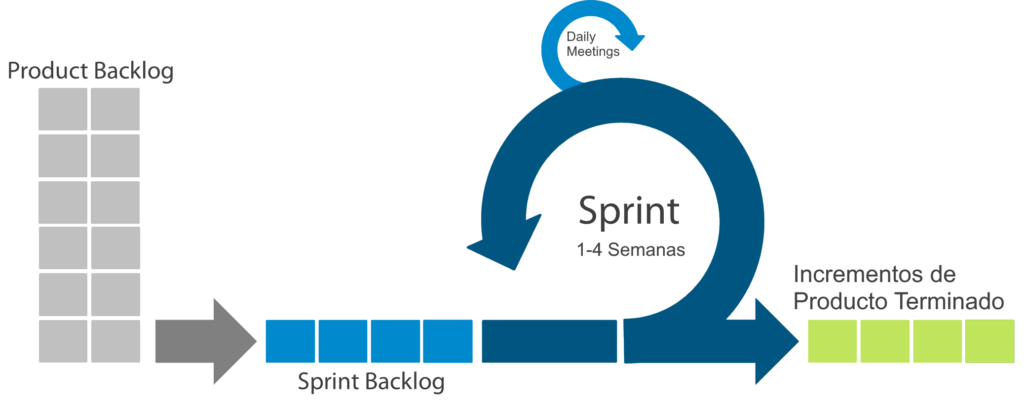 Daily
Meetings
Product Backlog
Sprint
1-4 Semanas
Incrementos de
Producto Terminado
Sprint Backlog